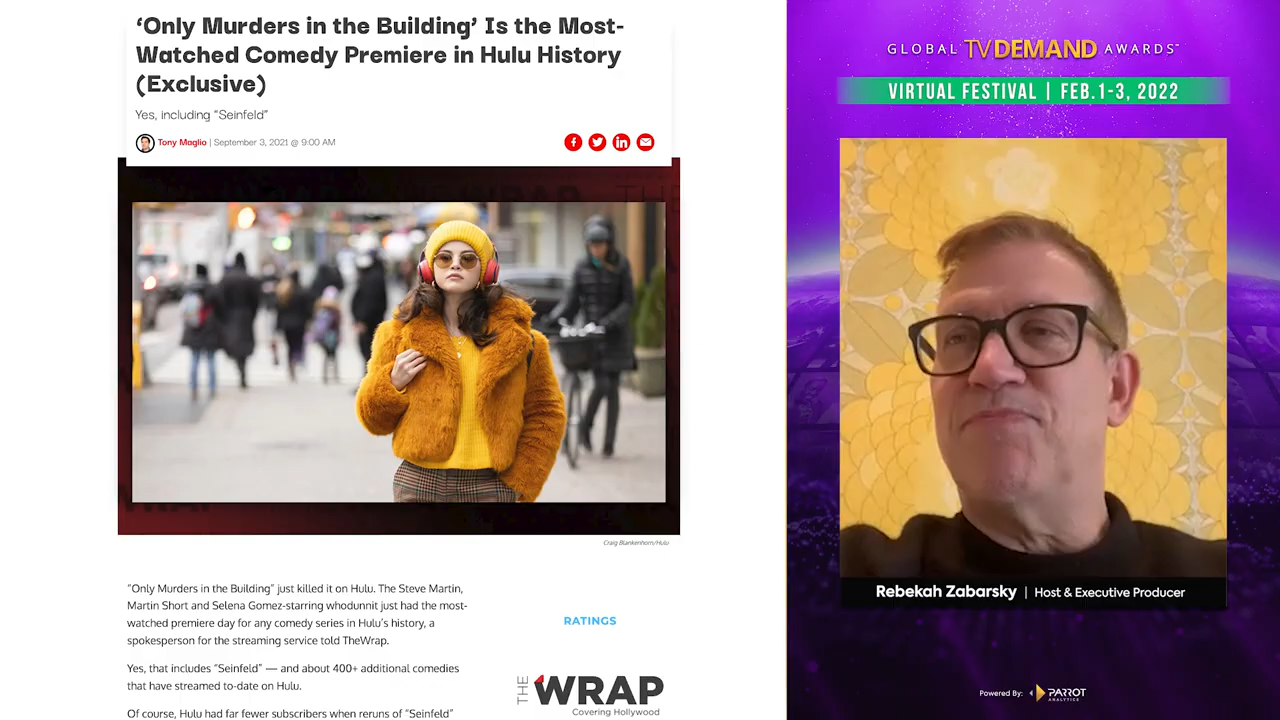 ‘Only Murders in the Building’ Is the Most-
Watched Comedy Premiere in Hulu History
(Exclusive)
Yes, including “Seinfeld”
Tony Maglio | September 3, 2021 @ 9:00 AM
Craig Blankenhorn/Hulu
“Only Murders in the Building” just killed it on Hulu. The Steve Martin,
Martin Short and Selena Gomez-starring whodunnit just had the most-
watched premiere day for any comedy series in Hulu’s history, a
spokesperson for the streaming service told TheWrap.
Yes, that includes “Seinfeld” — and about 400+ additional comedies
that have streamed to-date on Hulu.
Of course, Hulu had far fewer subscribers when reruns of “Seinfeld”
RATINGS
THE WRAP
Covering Hollywood
GLOBAL TV DEMAND AWARDS™
VIRTUAL FESTIVAL | FEB.1-3, 2022
Rebekah Zabarsky | Host & Executive Producer
Powered By: PARROT
ANALYTICS